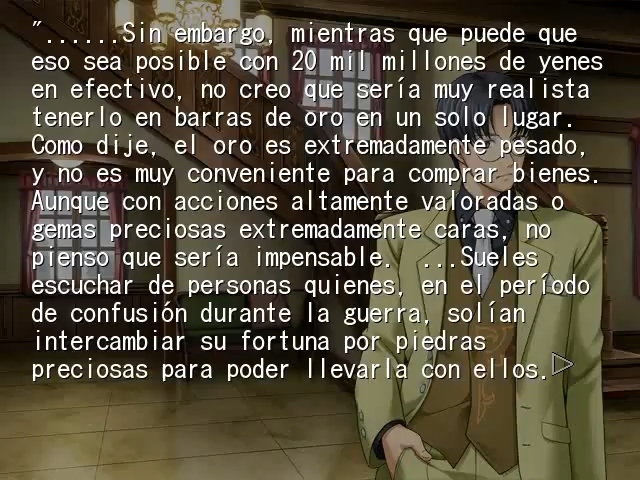 "......Sin embargo, mientras que puede que
eso sea posible con 20 mil millones de yenes
en efectivo, no creo que sería muy realista
tenerlo en barras de oro en un solo lugar.
Como dije, el oro es extremadamente pesado,
y no es muy conveniente para comprar bienes.
Aunque con acciones altamente valoradas o
gemas preciosas extremadamente caras, no
pienso que sería impensable.  ...Sueles
escuchar de personas quienes, en el período
de confusión durante la guerra, solían
intercambiar su fortuna por piedras
preciosas para poder llevarla con ellos.